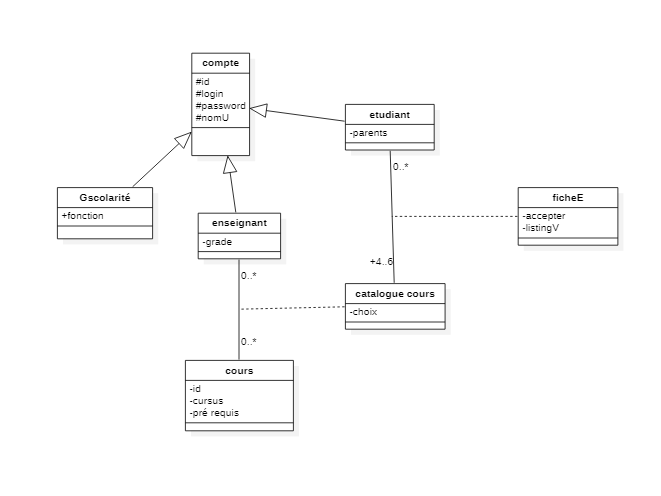 compte
#id
#login
#password
#nomU
etudiant
-parents
0..*
Gscolarité
+fonction
enseignant
-grade
ficheE
-accepter
-listingV
0..*
+4..6
catalogue cours
-choix
0..*
cours
-id
-cursus
-pré requis